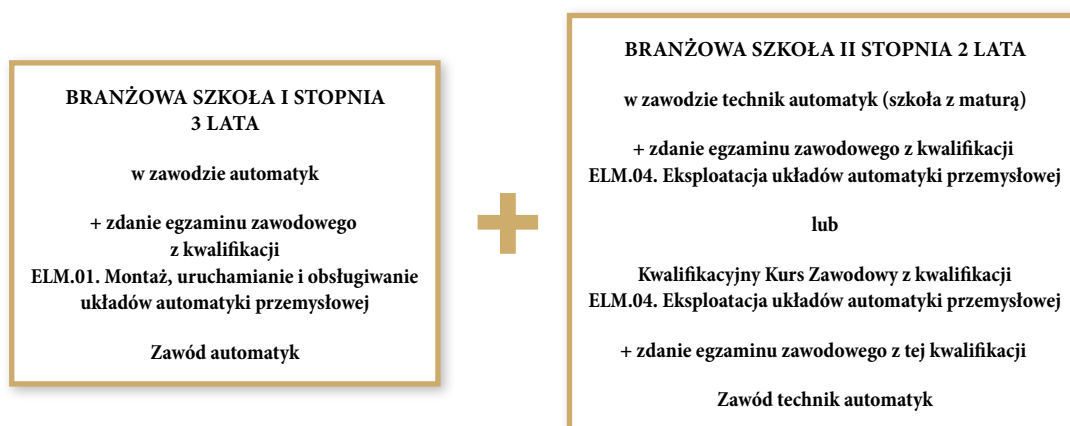 BRANŻOWA SZKOŁA I STOPNIA
3 LATA
w zawodzie automatyk
+ zdanie egzaminu zawodowego
z kwalifikacji
ELM.01. Montaż, uruchamianie i obsługiwanie
układów automatyki przemysłowej
Zawód automatyk
+
BRANŻOWA SZKOŁA II STOPNIA 2 LATA
w zawodzie technik automatyk (szkoła z maturą)
+ zdanie egzaminu zawodowego z kwalifikacji
ELM.04. Eksploatacja układów automatyki przemysłowej
lub
Kwalifikacyjny Kurs Zawodowy z kwalifikacji
ELM.04. Eksploatacja układów automatyki przemysłowej
+ zdanie egzaminu zawodowego z tej kwalifikacji
Zawód technik automatyk